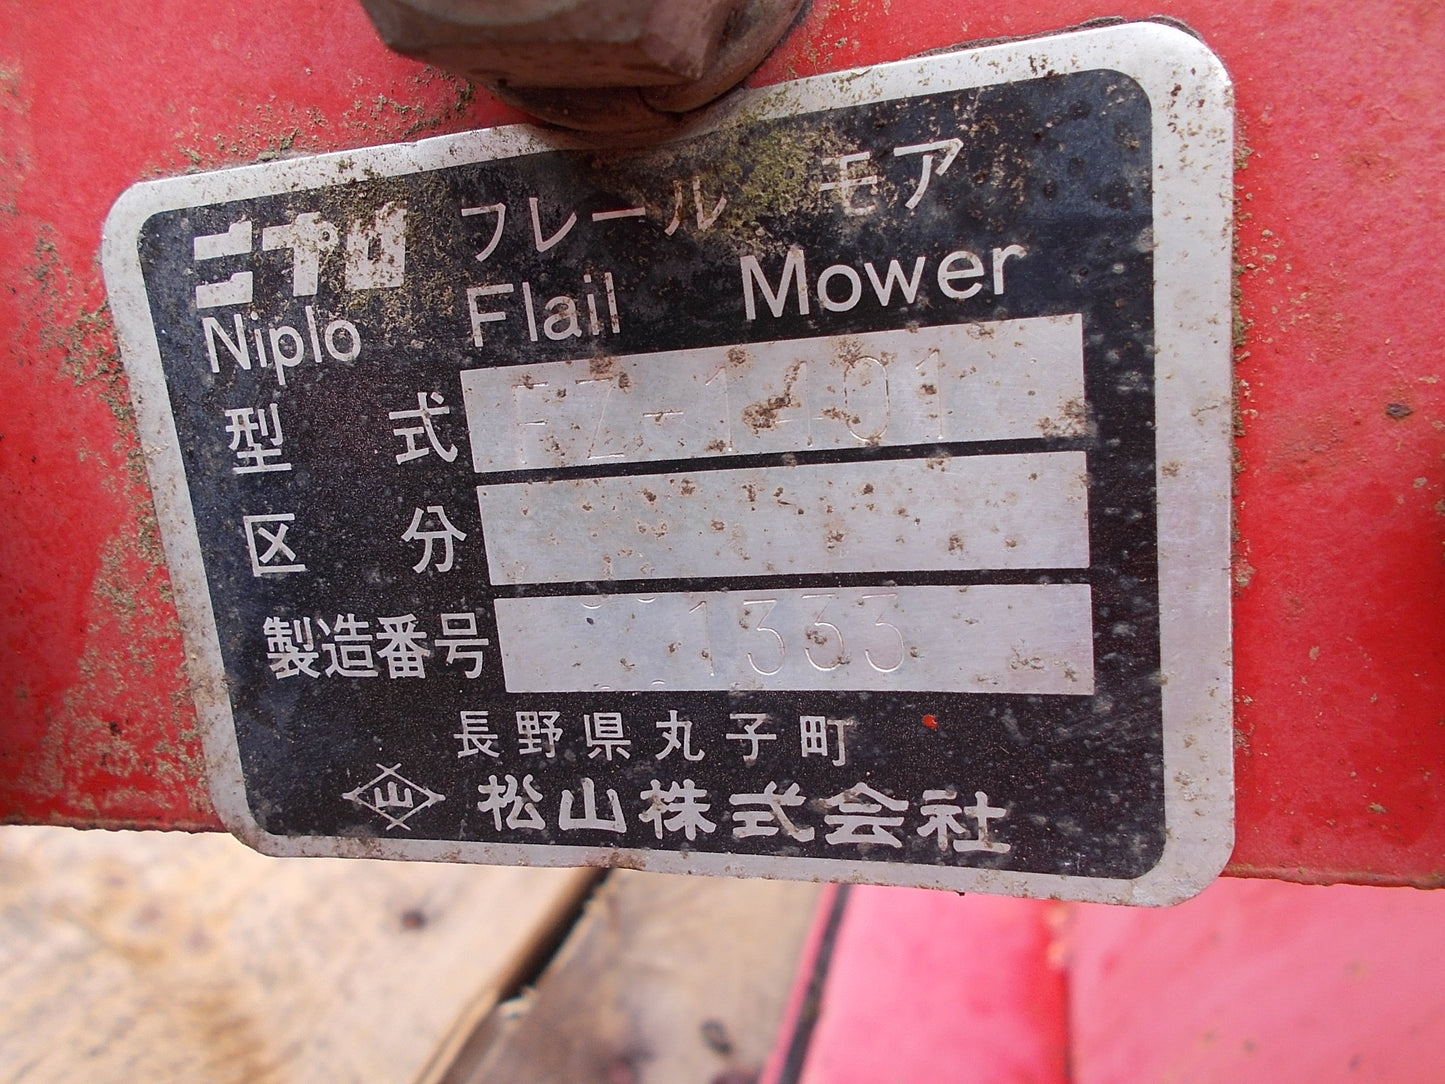 ニプロ フレール モア
Niplo Flail Mower
型 式 FZ-1401
区 分
製造番号 1333
長野県丸子町
山 松山株式会社